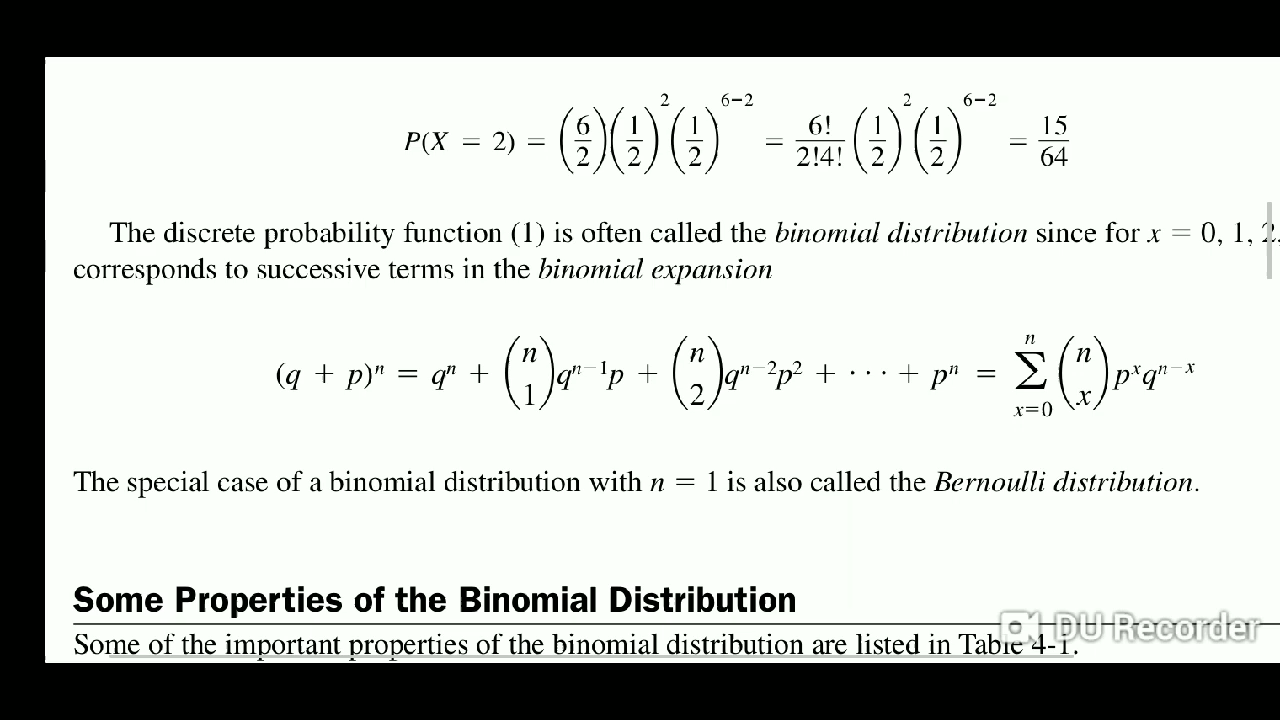 P(X = 2) = (6/2)(1/2)^2(1/2)^{6−2} = 6!/2!4! (1/2)^2(1/2)^{6−2} = 15/64
The discrete probability function (1) is often called the binomial distribution since for x = 0, 1, 2
corresponds to successive terms in the binomial expansion
(q + p)^n = q^n + (n 1)q^{n−1}p + (n 2)q^{n−2}p^2 + · · · + p^n = ∑_{x=0}^{n} (n x)p^x q^{n−x}
The special case of a binomial distribution with n = 1 is also called the Bernoulli distribution.
Some Properties of the Binomial Distribution
Some of the important properties of the binomial distribution are listed in Table 4-1.
DU Recorder